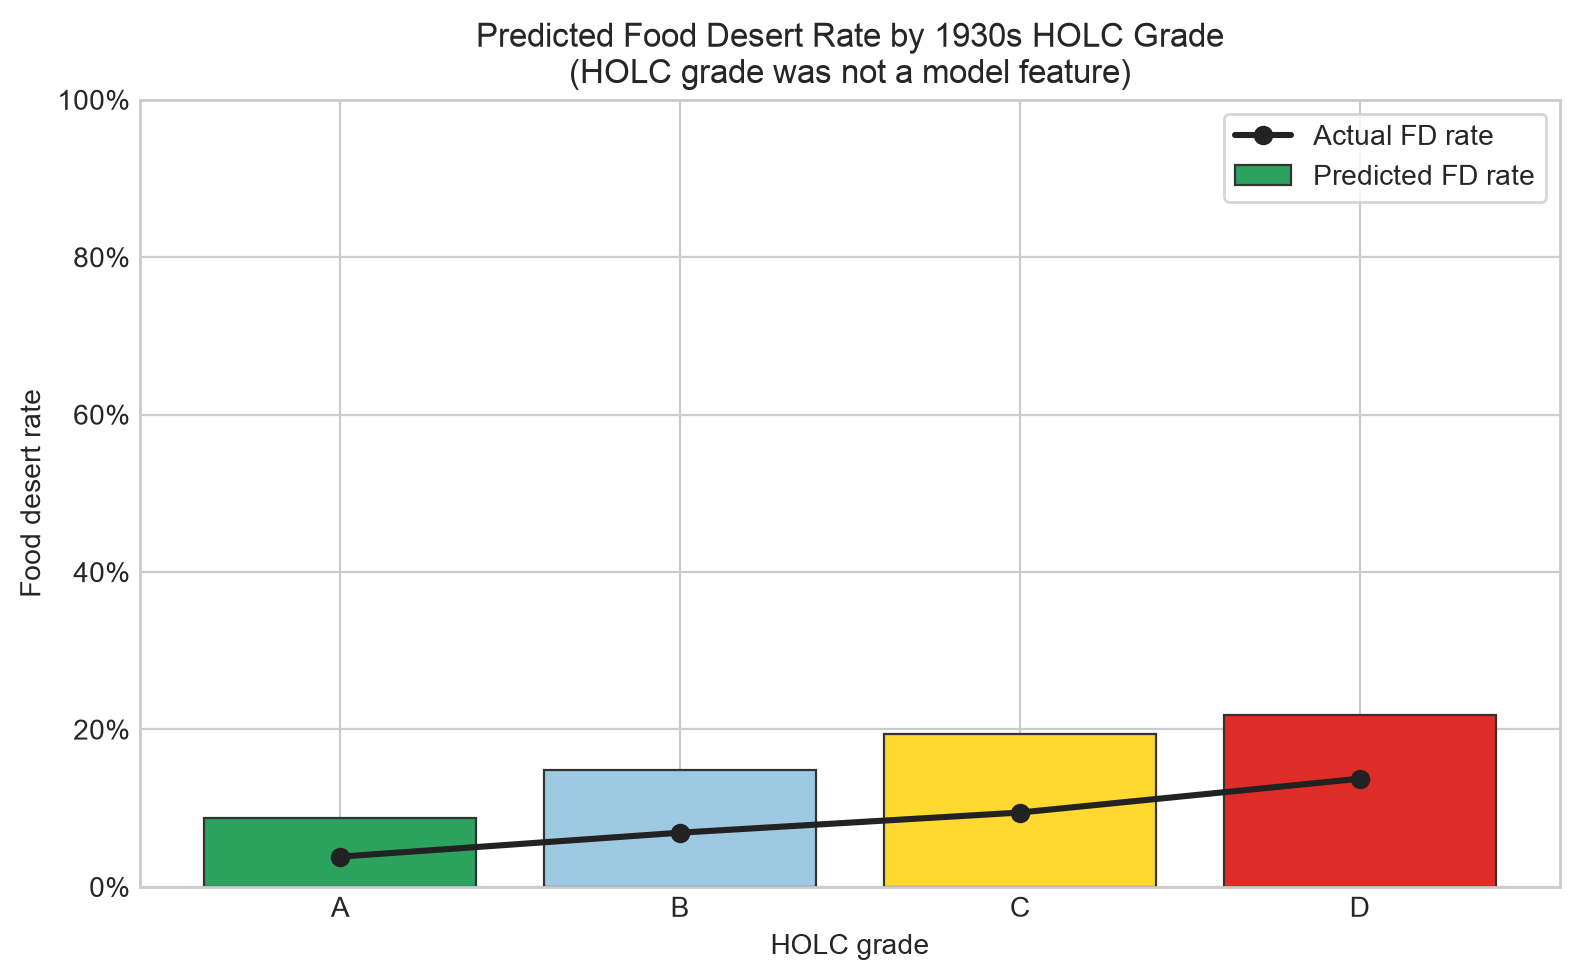 Predicted Food Desert Rate by 1930s HOLC Grade
(HOLC grade was not a model feature)
100%
80%
60%
40%
20%
0%
Food desert rate
Actual FD rate
Predicted FD rate
A
B
C
D
HOLC grade